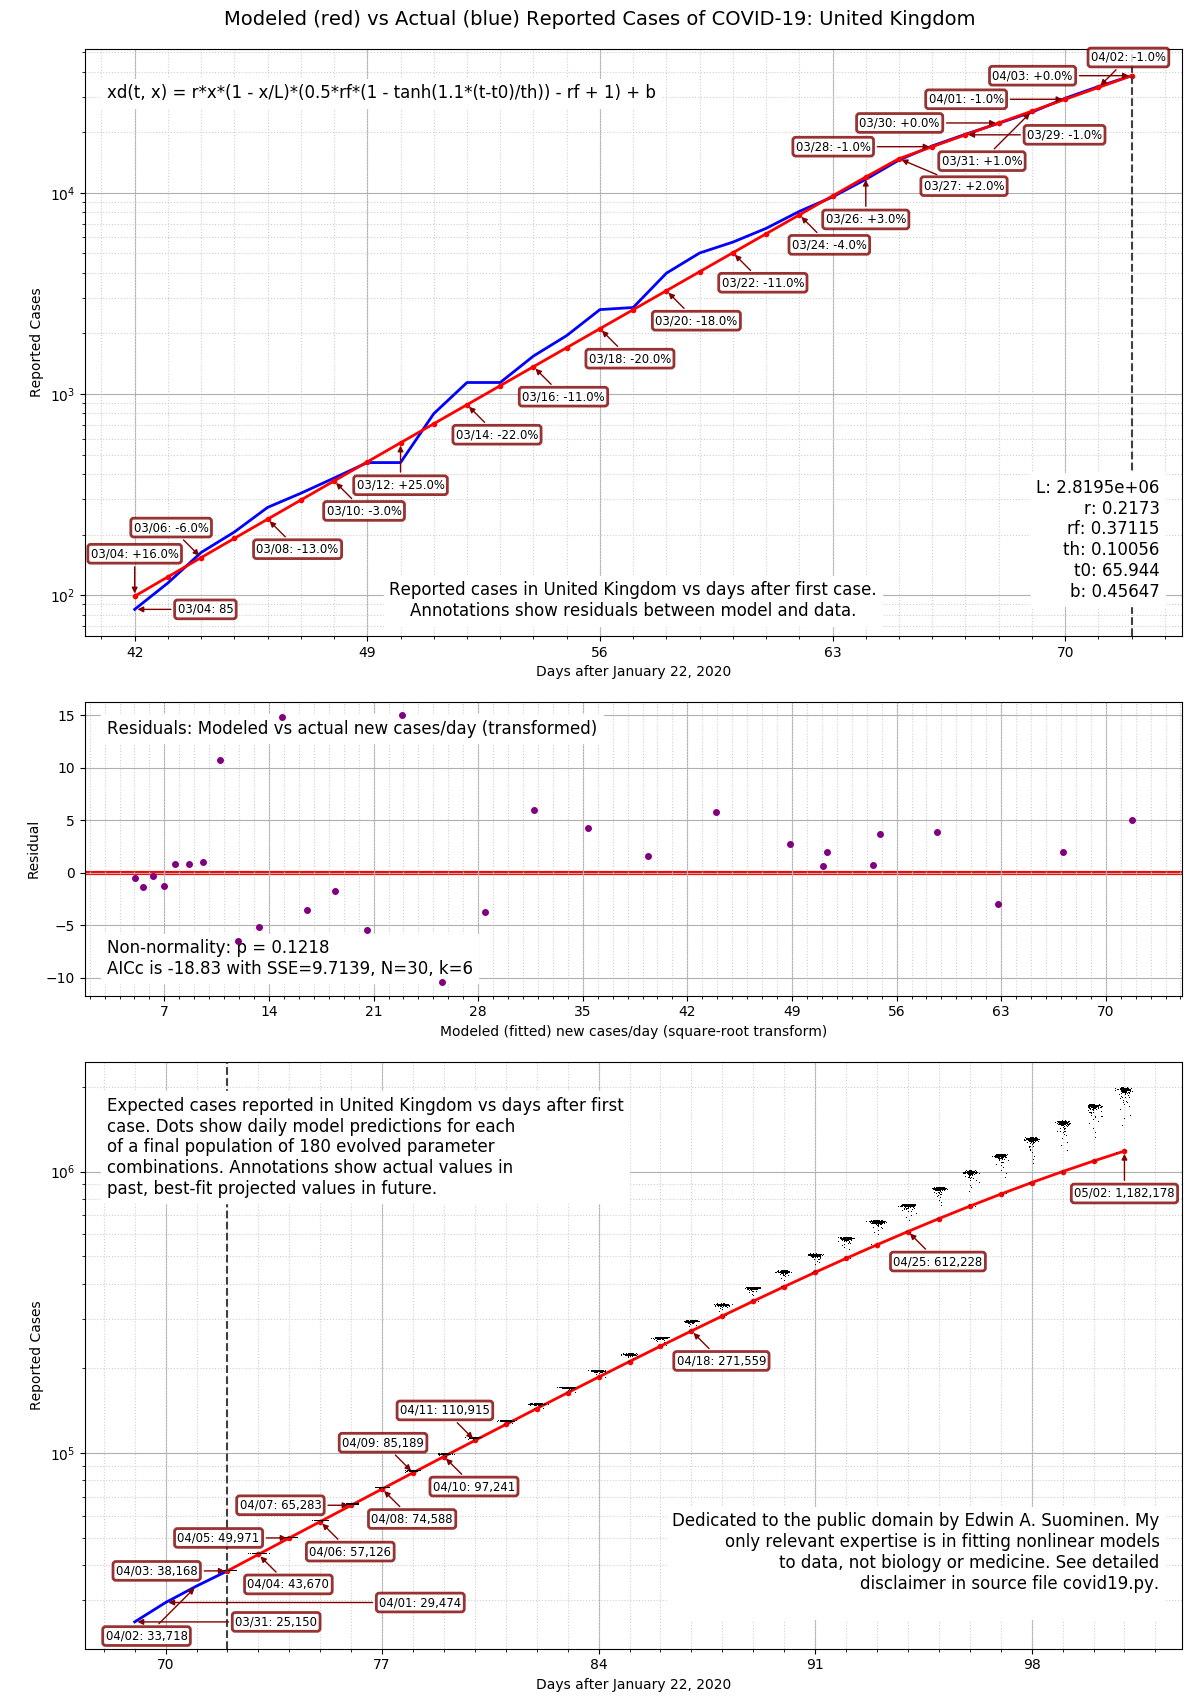 Modeled (red) vs Actual (blue) Reported Cases of COVID-19: United Kingdom
xd(t, x) = r*x*(1 - x/L)*(0.5*rf*(1 - tanh(1.1*(t-t0)/th)) - rf + 1) + b
04/02: -1.0%
04/03: +0.0%
04/01: -1.0%
03/30: +0.0%
03/29: -1.0%
03/28: -1.0%
03/31: +1.0%
03/27: +2.0%
03/26: +3.0%
03/24: -4.0%
03/22: -11.0%
03/20: -18.0%
03/18: -20.0%
03/16: -11.0%
03/14: -22.0%
03/12: +25.0%
03/10: -3.0%
03/06: -6.0%
03/08: -13.0%
03/04: +16.0%
03/04: 85
10⁴
10³
10²
Reported Cases
L: 2.8195e+06
r: 0.2173
rf: 0.37115
th: 0.10056
t0: 65.944
b: 0.45647
Reported cases in United Kingdom vs days after first case.
Annotations show residuals between model and data.
42 49 56 63 70
Days after January 22, 2020
Residuals: Modeled vs actual new cases/day (transformed)
15
10
5
0
−5
−10
Residual
Non-normality: p = 0.1218
AICc is -18.83 with SSE=9.7139, N=30, k=6
7 14 21 28 35 42 49 56 63 70
Modeled (fitted) new cases/day (square-root transform)
Expected cases reported in United Kingdom vs days after first
case. Dots show daily model predictions for each
of a final population of 180 evolved parameter
combinations. Annotations show actual values in
past, best-fit projected values in future.
10⁶
10⁵
Reported Cases
05/02: 1,182,178
04/25: 612,228
04/18: 271,559
04/11: 110,915
04/09: 85,189
04/10: 97,241
04/07: 65,283
04/08: 74,588
04/05: 49,971
04/06: 57,126
04/03: 38,168
04/04: 43,670
04/01: 29,474
03/31: 25,150
04/02: 33,718
Dedicated to the public domain by Edwin A. Suominen. My
only relevant expertise is in fitting nonlinear models
to data, not biology or medicine. See detailed
disclaimer in source file covid19.py.
70 77 84 91 98
Days after January 22, 2020